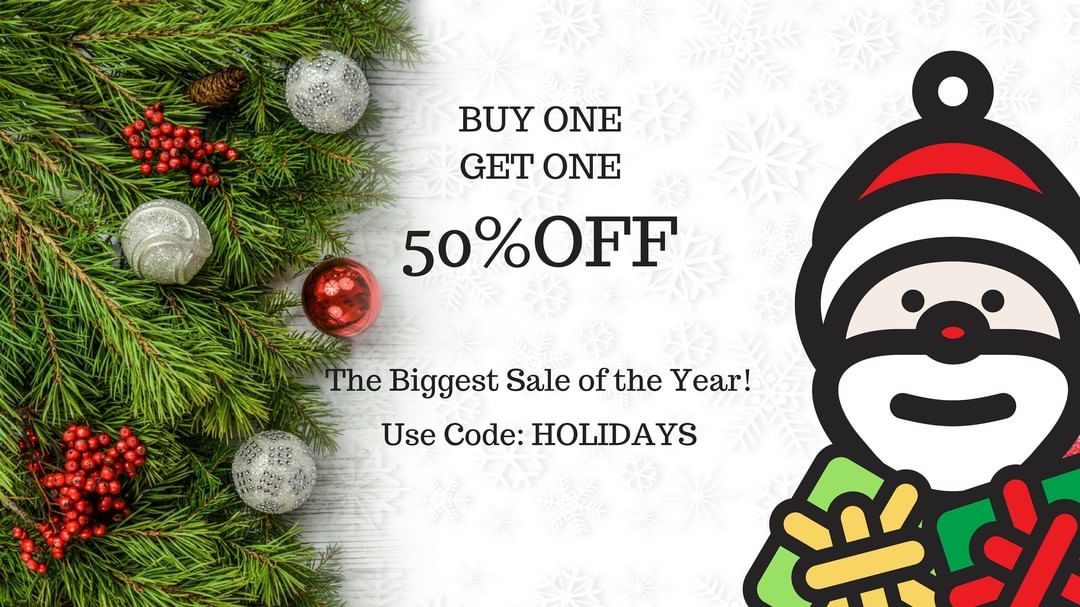 BUY ONE
GET ONE
50%OFF
The Biggest Sale of the Year!
Use Code: HOLIDAYS